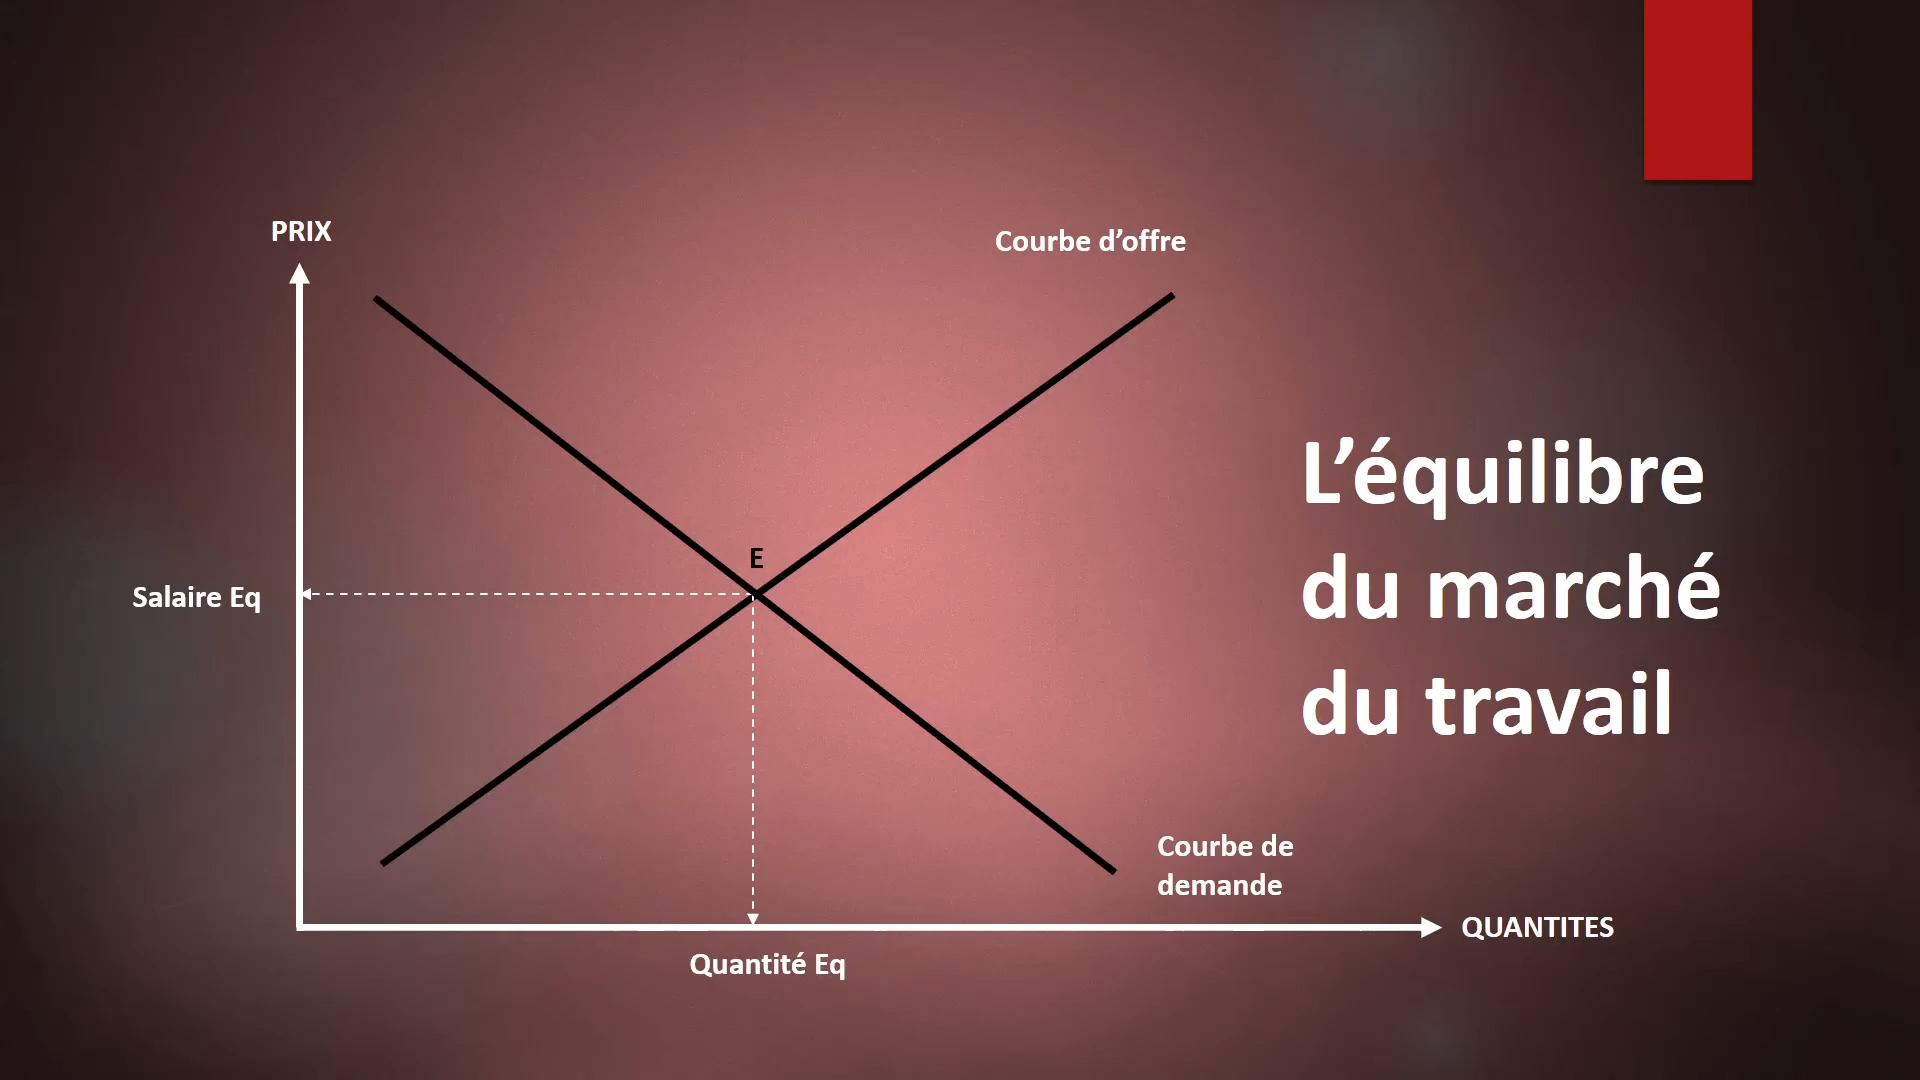 PRIX
Courbe d’offre
E
Salaire Eq
L’équilibre
du marché
du travail
Courbe de
demande
QUANTITES
Quantité Eq